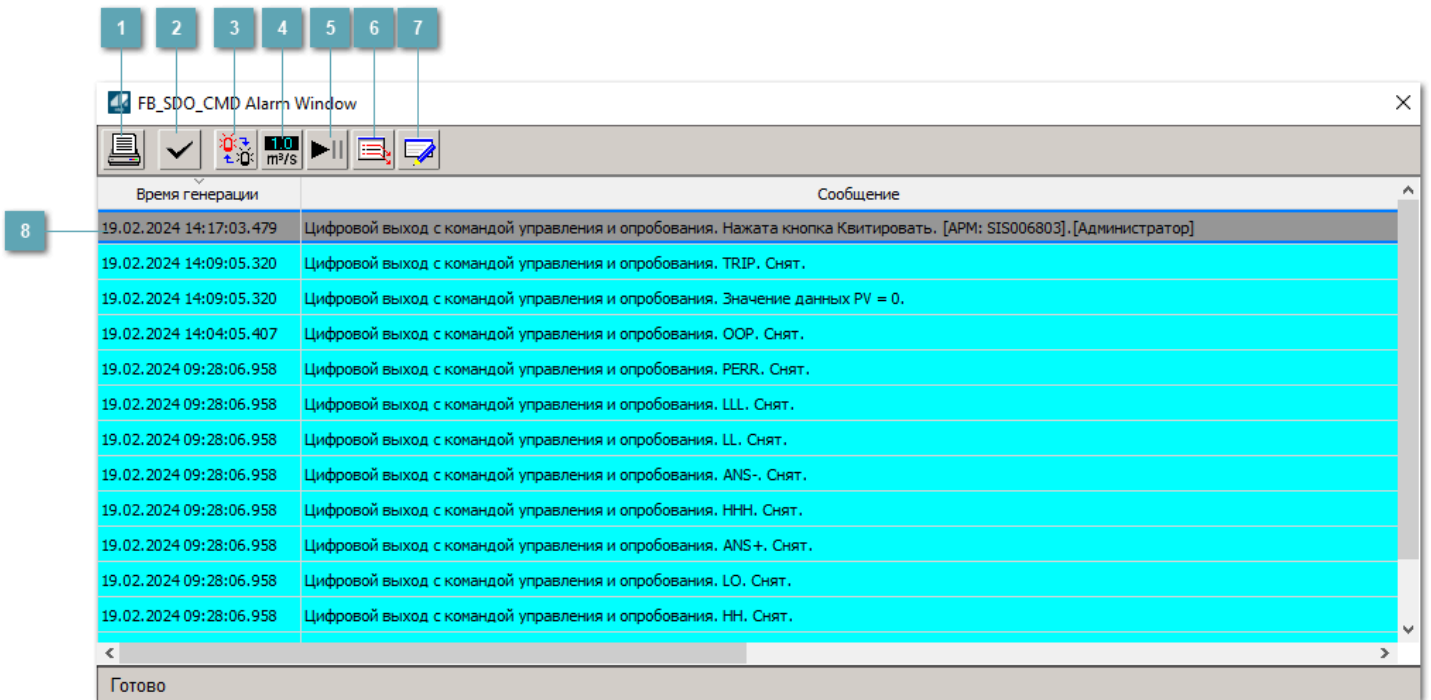 1 2 3 4 5 6 7
FB_SDO_CMD Alarm Window
1.0
m³/s
Время генерации Сообщение
8
19.02.2024 14:17:03.479 Цифровой выход с командой управления и опробования. Нажата кнопка Квитировать. [АРМ: SIS006803].[Администратор]
19.02.2024 14:09:05.320 Цифровой выход с командой управления и опробования. TRIP. Снят.
19.02.2024 14:09:05.320 Цифровой выход с командой управления и опробования. Значение данных PV = 0.
19.02.2024 14:04:05.407 Цифровой выход с командой управления и опробования. OOP. Снят.
19.02.2024 09:28:06.958 Цифровой выход с командой управления и опробования. PERR. Снят.
19.02.2024 09:28:06.958 Цифровой выход с командой управления и опробования. LLL. Снят.
19.02.2024 09:28:06.958 Цифровой выход с командой управления и опробования. LL. Снят.
19.02.2024 09:28:06.958 Цифровой выход с командой управления и опробования. ANS-. Снят.
19.02.2024 09:28:06.958 Цифровой выход с командой управления и опробования. HHH. Снят.
19.02.2024 09:28:06.958 Цифровой выход с командой управления и опробования. ANS+. Снят.
19.02.2024 09:28:06.958 Цифровой выход с командой управления и опробования. LO. Снят.
19.02.2024 09:28:06.958 Цифровой выход с командой управления и опробования. HH. Снят.
Готово